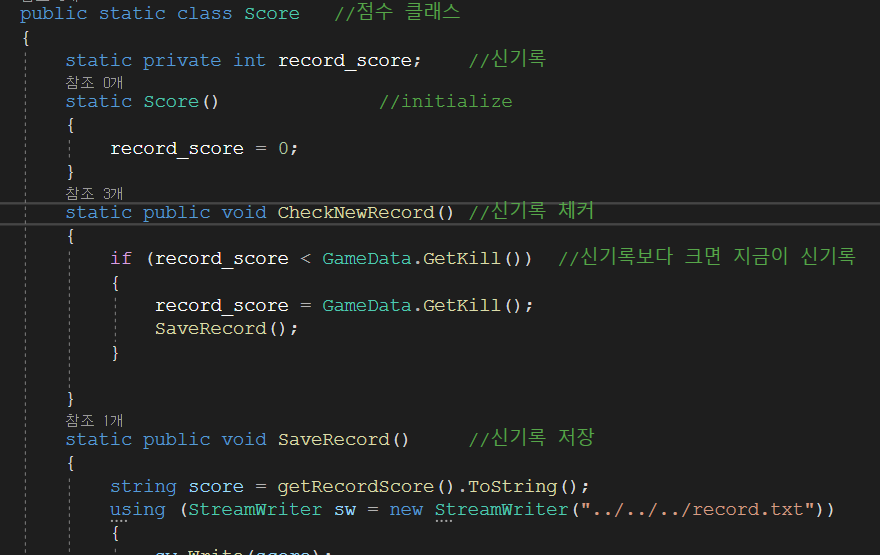 public static class Score   //점수 클래스
{
    static private int record_score;    //신기록
    참조 0개
    static Score()              //initialize
    {
        record_score = 0;
    }
    참조 3개
    static public void CheckNewRecord() //신기록 체커
    {
        if (record_score < GameData.GetKill())  //신기록보다 크면 지금이 신기록
        {
            record_score = GameData.GetKill();
            SaveRecord();
        }
    }
    참조 1개
    static public void SaveRecord()     //신기록 저장
    {
        string score = getRecordScore().ToString();
        using (StreamWriter sw = new StreamWriter("../../../record.txt"))
        {
            sw.Write(score);